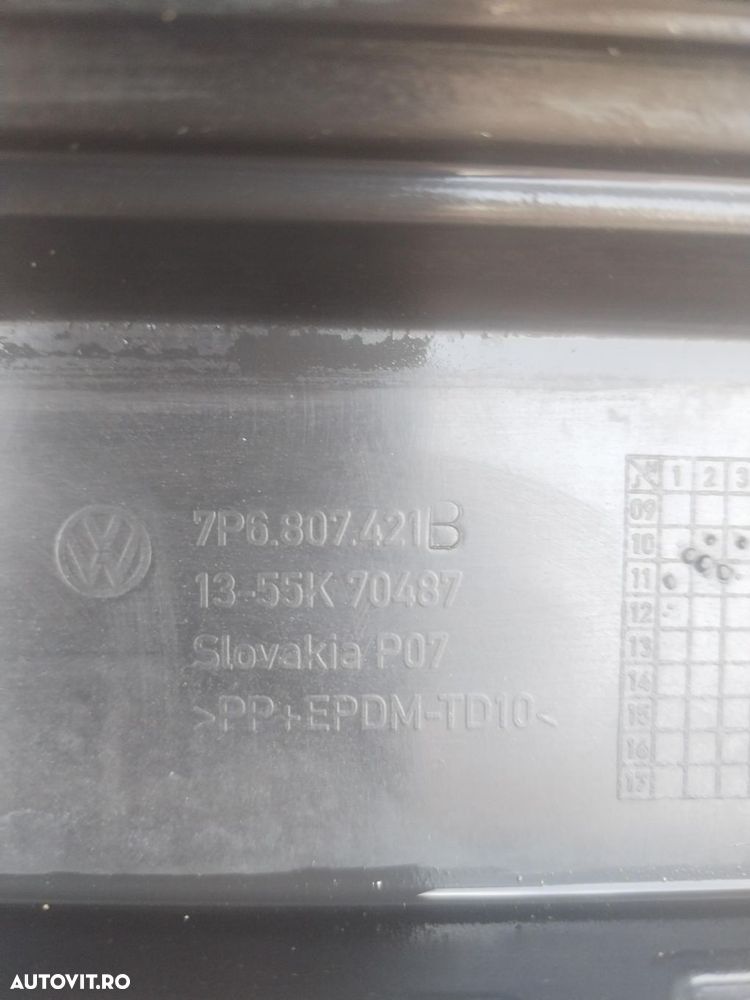 7P6.807.421B
13-55K 70487
Slovakia P07
>PP+EPDM-TD10<
1 2 3
09
10
11
12
13
14
15
16
17
AUTOVIT.RO